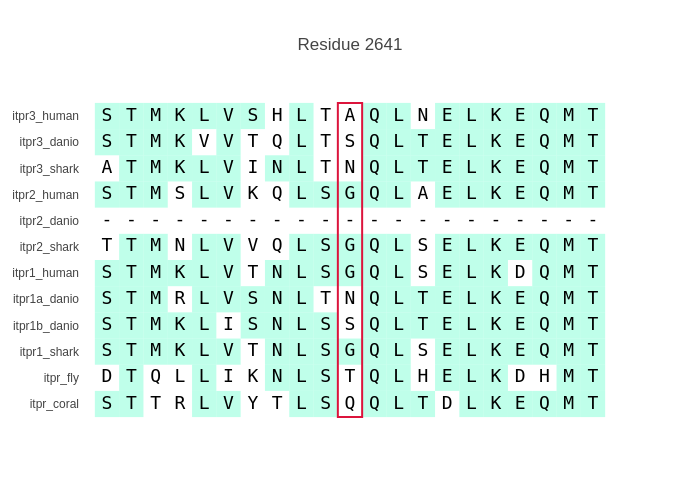 Residue 2641
itpr3_human S T M K L V S H L T A Q L N E L K E Q M T
itpr3_danio S T M K V V T Q L T S Q L T E L K E Q M T
itpr3_shark A T M K L V I N L T N Q L T E L K E Q M T
itpr2_human S T M S L V K Q L S G Q L A E L K E Q M T
itpr2_danio - - - - - - - - - - - - - - - - - - - - -
itpr2_shark T T M N L V V Q L S G Q L S E L K E Q M T
itpr1_human S T M K L V T N L S G Q L S E L K D Q M T
itpr1a_danio S T M R L V S N L T N Q L T E L K E Q M T
itpr1b_danio S T M K L I S N L S S Q L T E L K E Q M T
itpr1_shark S T M K L V T N L S G Q L S E L K E Q M T
itpr_fly D T Q L L I K N L S T Q L H E L K D H M T
itpr_coral S T T R L V Y T L S Q Q L T D L K E Q M T